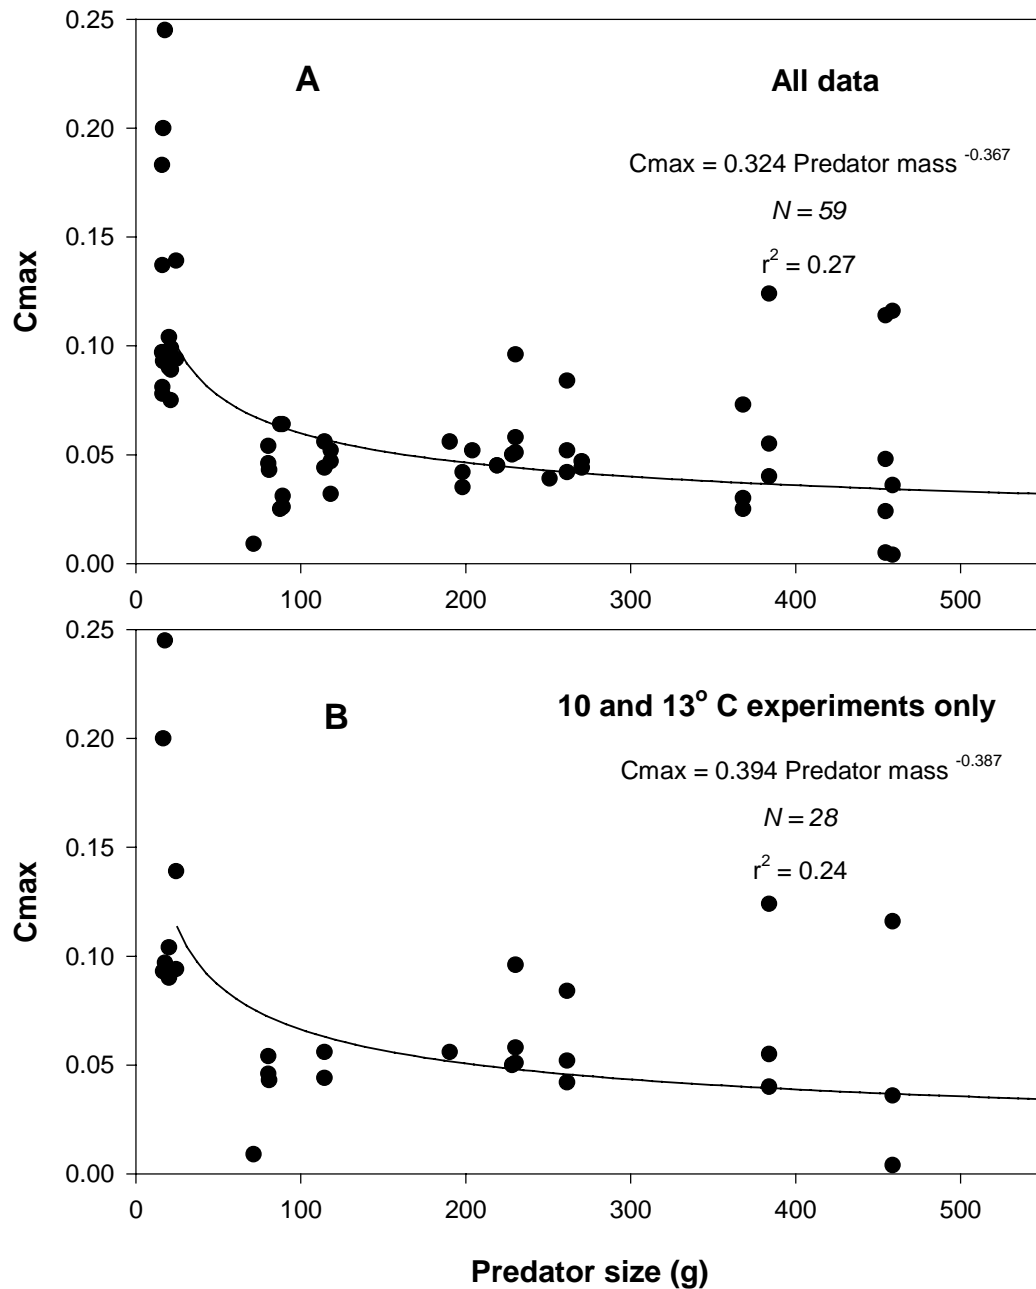 0.25
A
All data
0.20
Cmax = 0.324 Predator mass -0.367
N = 59
0.15
r2 = 0.27
Cmax
0.10
0.05
0.00
0 100 200 300 400 500
0.25
B
10 and 13o C experiments only
0.20
Cmax = 0.394 Predator mass -0.387
N = 28
0.15
r2 = 0.24
Cmax
0.10
0.05
0.00
0 100 200 300 400 500
Predator size (g)